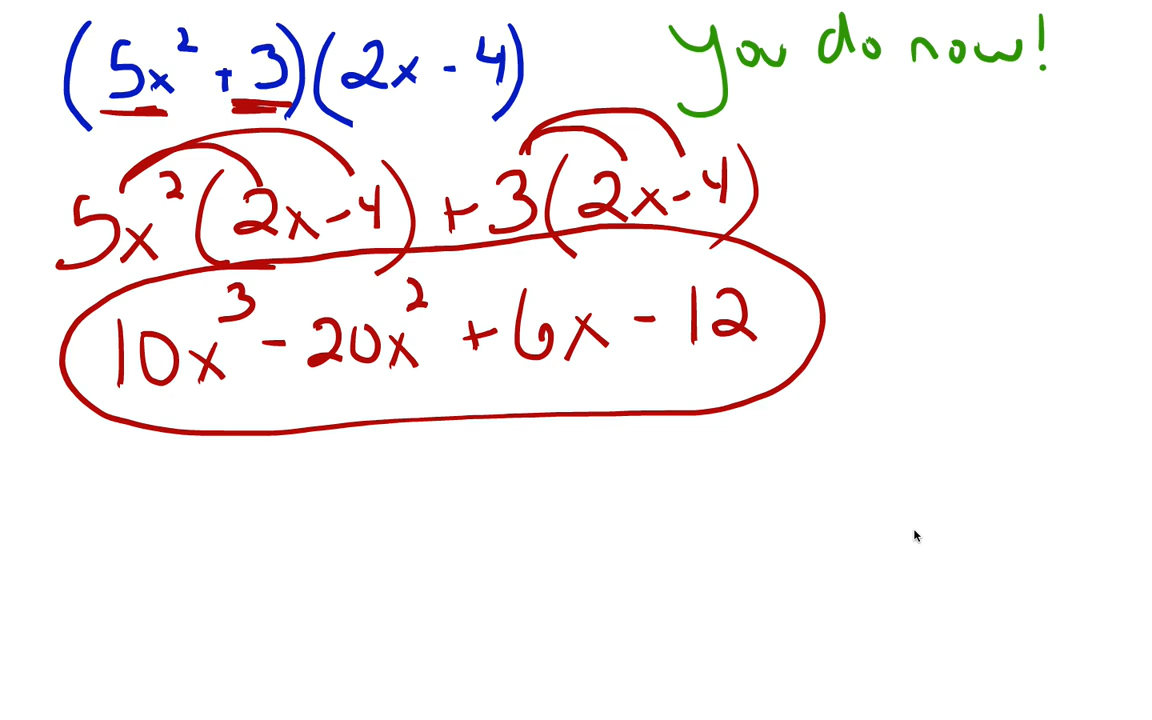 (5x² + 3)(2x - 4)
you do now!
5x²(2x - 4) + 3(2x - 4)
10x³ - 20x² + 6x - 12